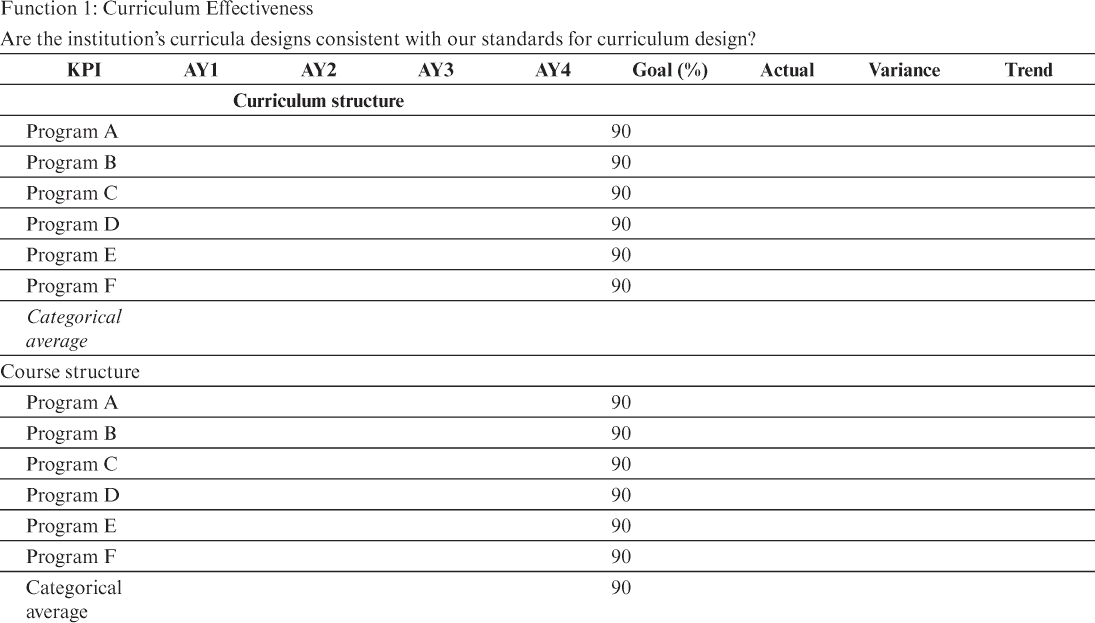 Function 1: Curriculum Effectiveness
Are the institution’s curricula designs consistent with our standards for curriculum design?
KPI AY1 AY2 AY3 AY4 Goal (%) Actual Variance Trend
Curriculum structure
Program A 90
Program B 90
Program C 90
Program D 90
Program E 90
Program F 90
Categorical
average
Course structure
Program A 90
Program B 90
Program C 90
Program D 90
Program E 90
Program F 90
Categorical 90
average